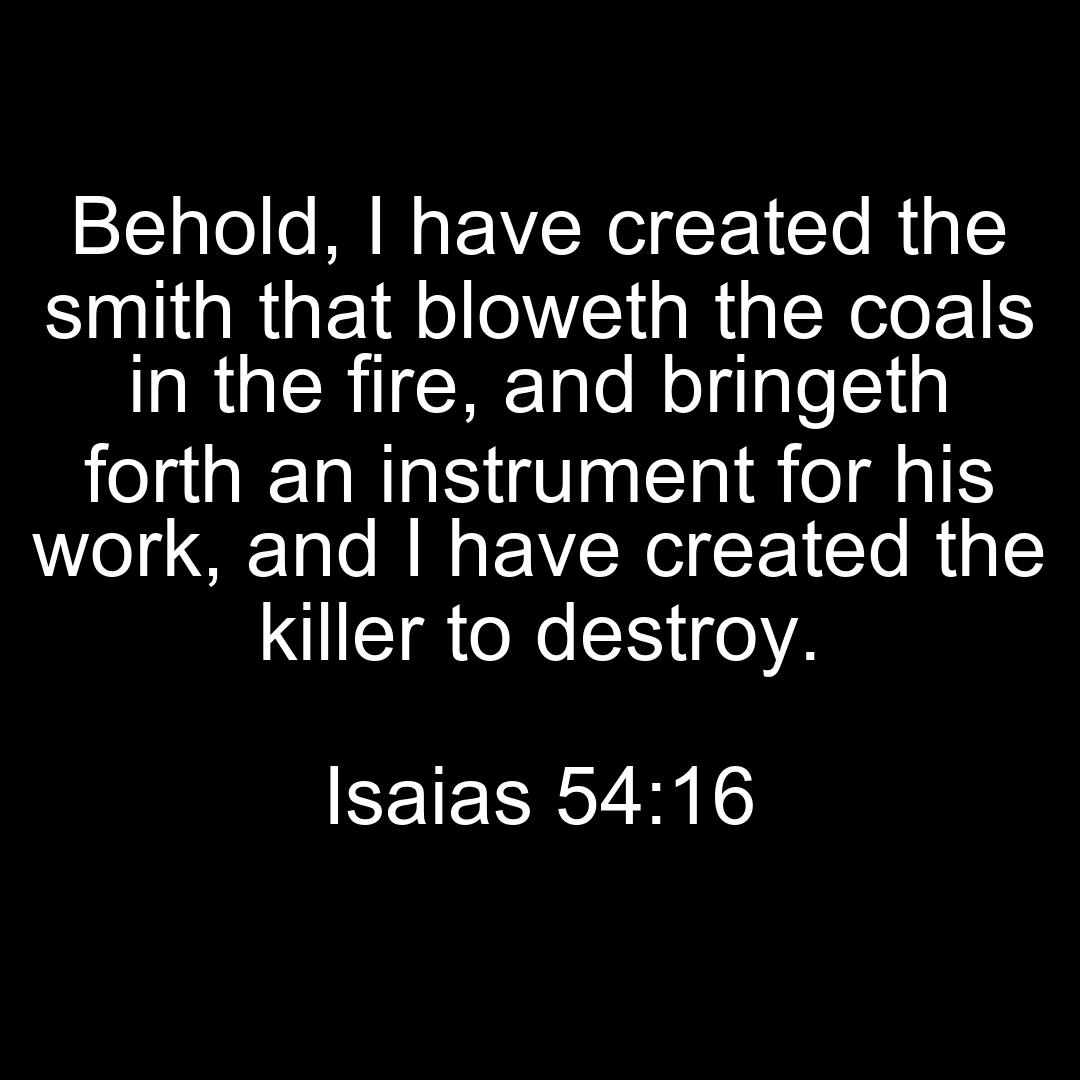 Behold, I have created the
smith that bloweth the coals
in the fire, and bringeth
forth an instrument for his
work, and I have created the
killer to destroy.
Isaias 54:16